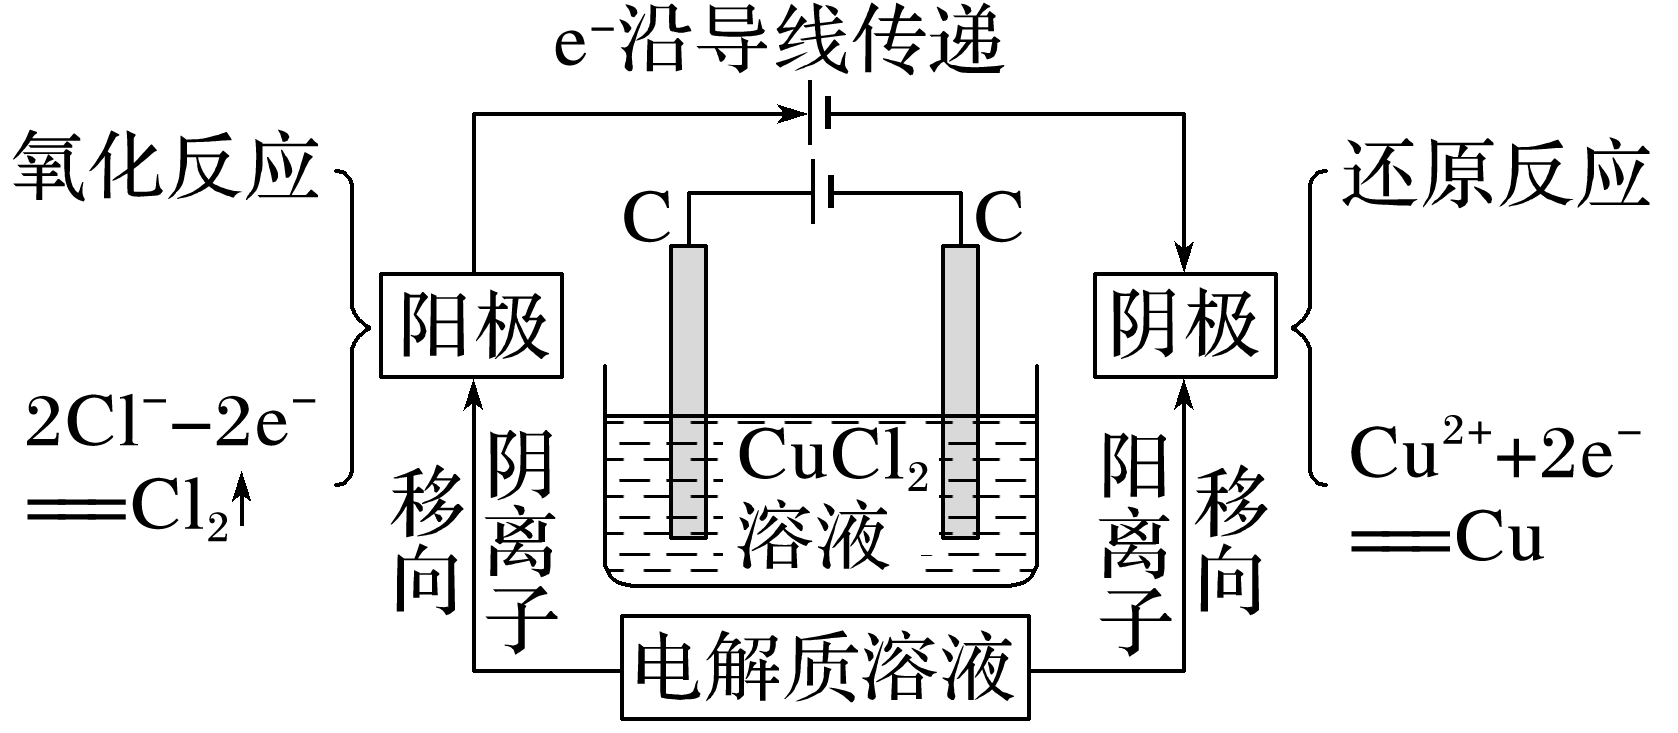 e⁻沿导线传递
氧化反应
还原反应
C
C
阳极
阴极
2Cl⁻−2e⁻
══Cl₂↑
移向
阴离子
CuCl₂
溶液
阳离子
移向
Cu²⁺+2e⁻
══Cu
电解质溶液